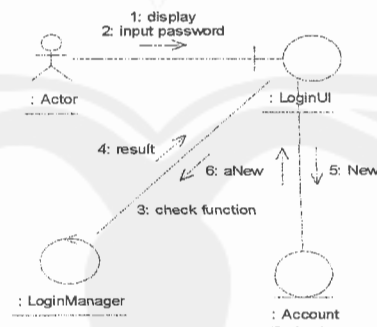 1: display
2: input password
: Actor
: LoginUI
4: result
6: aNew
5: New
3: check function
: LoginManager
: Account